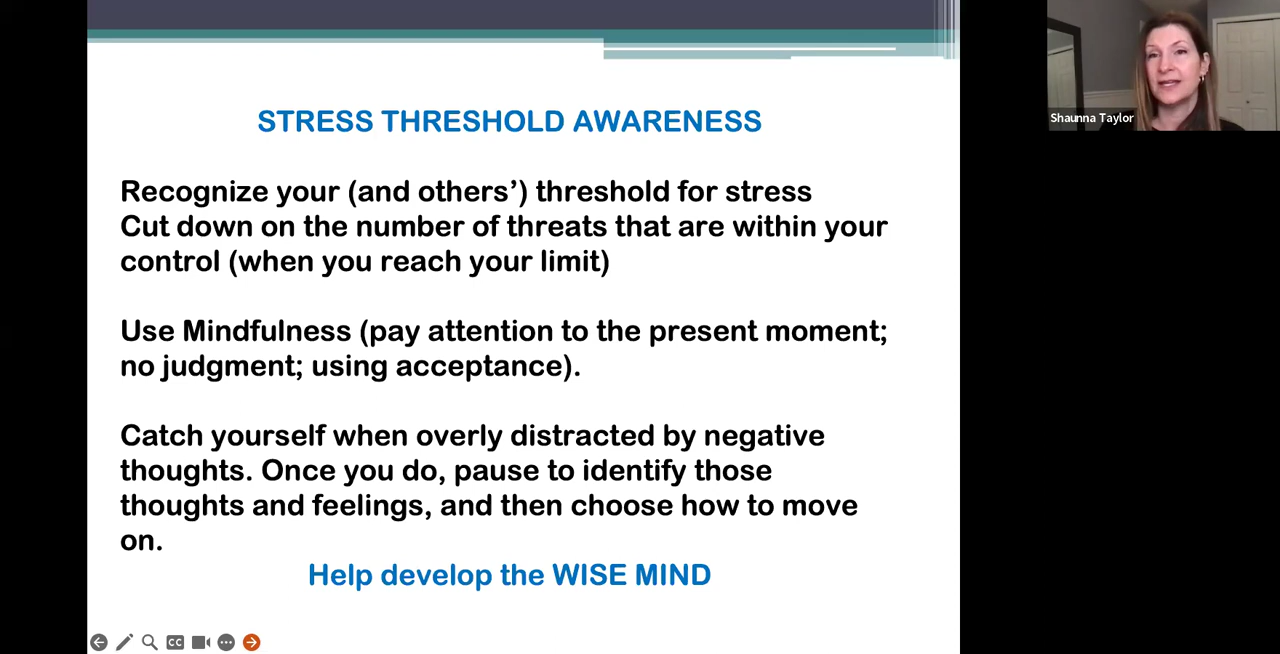 STRESS THRESHOLD AWARENESS
Recognize your (and others’) threshold for stress
Cut down on the number of threats that are within your
control (when you reach your limit)
Use Mindfulness (pay attention to the present moment;
no judgment; using acceptance).
Catch yourself when overly distracted by negative
thoughts. Once you do, pause to identify those
thoughts and feelings, and then choose how to move
on.
Help develop the WISE MIND
CC
Shaunna Taylor